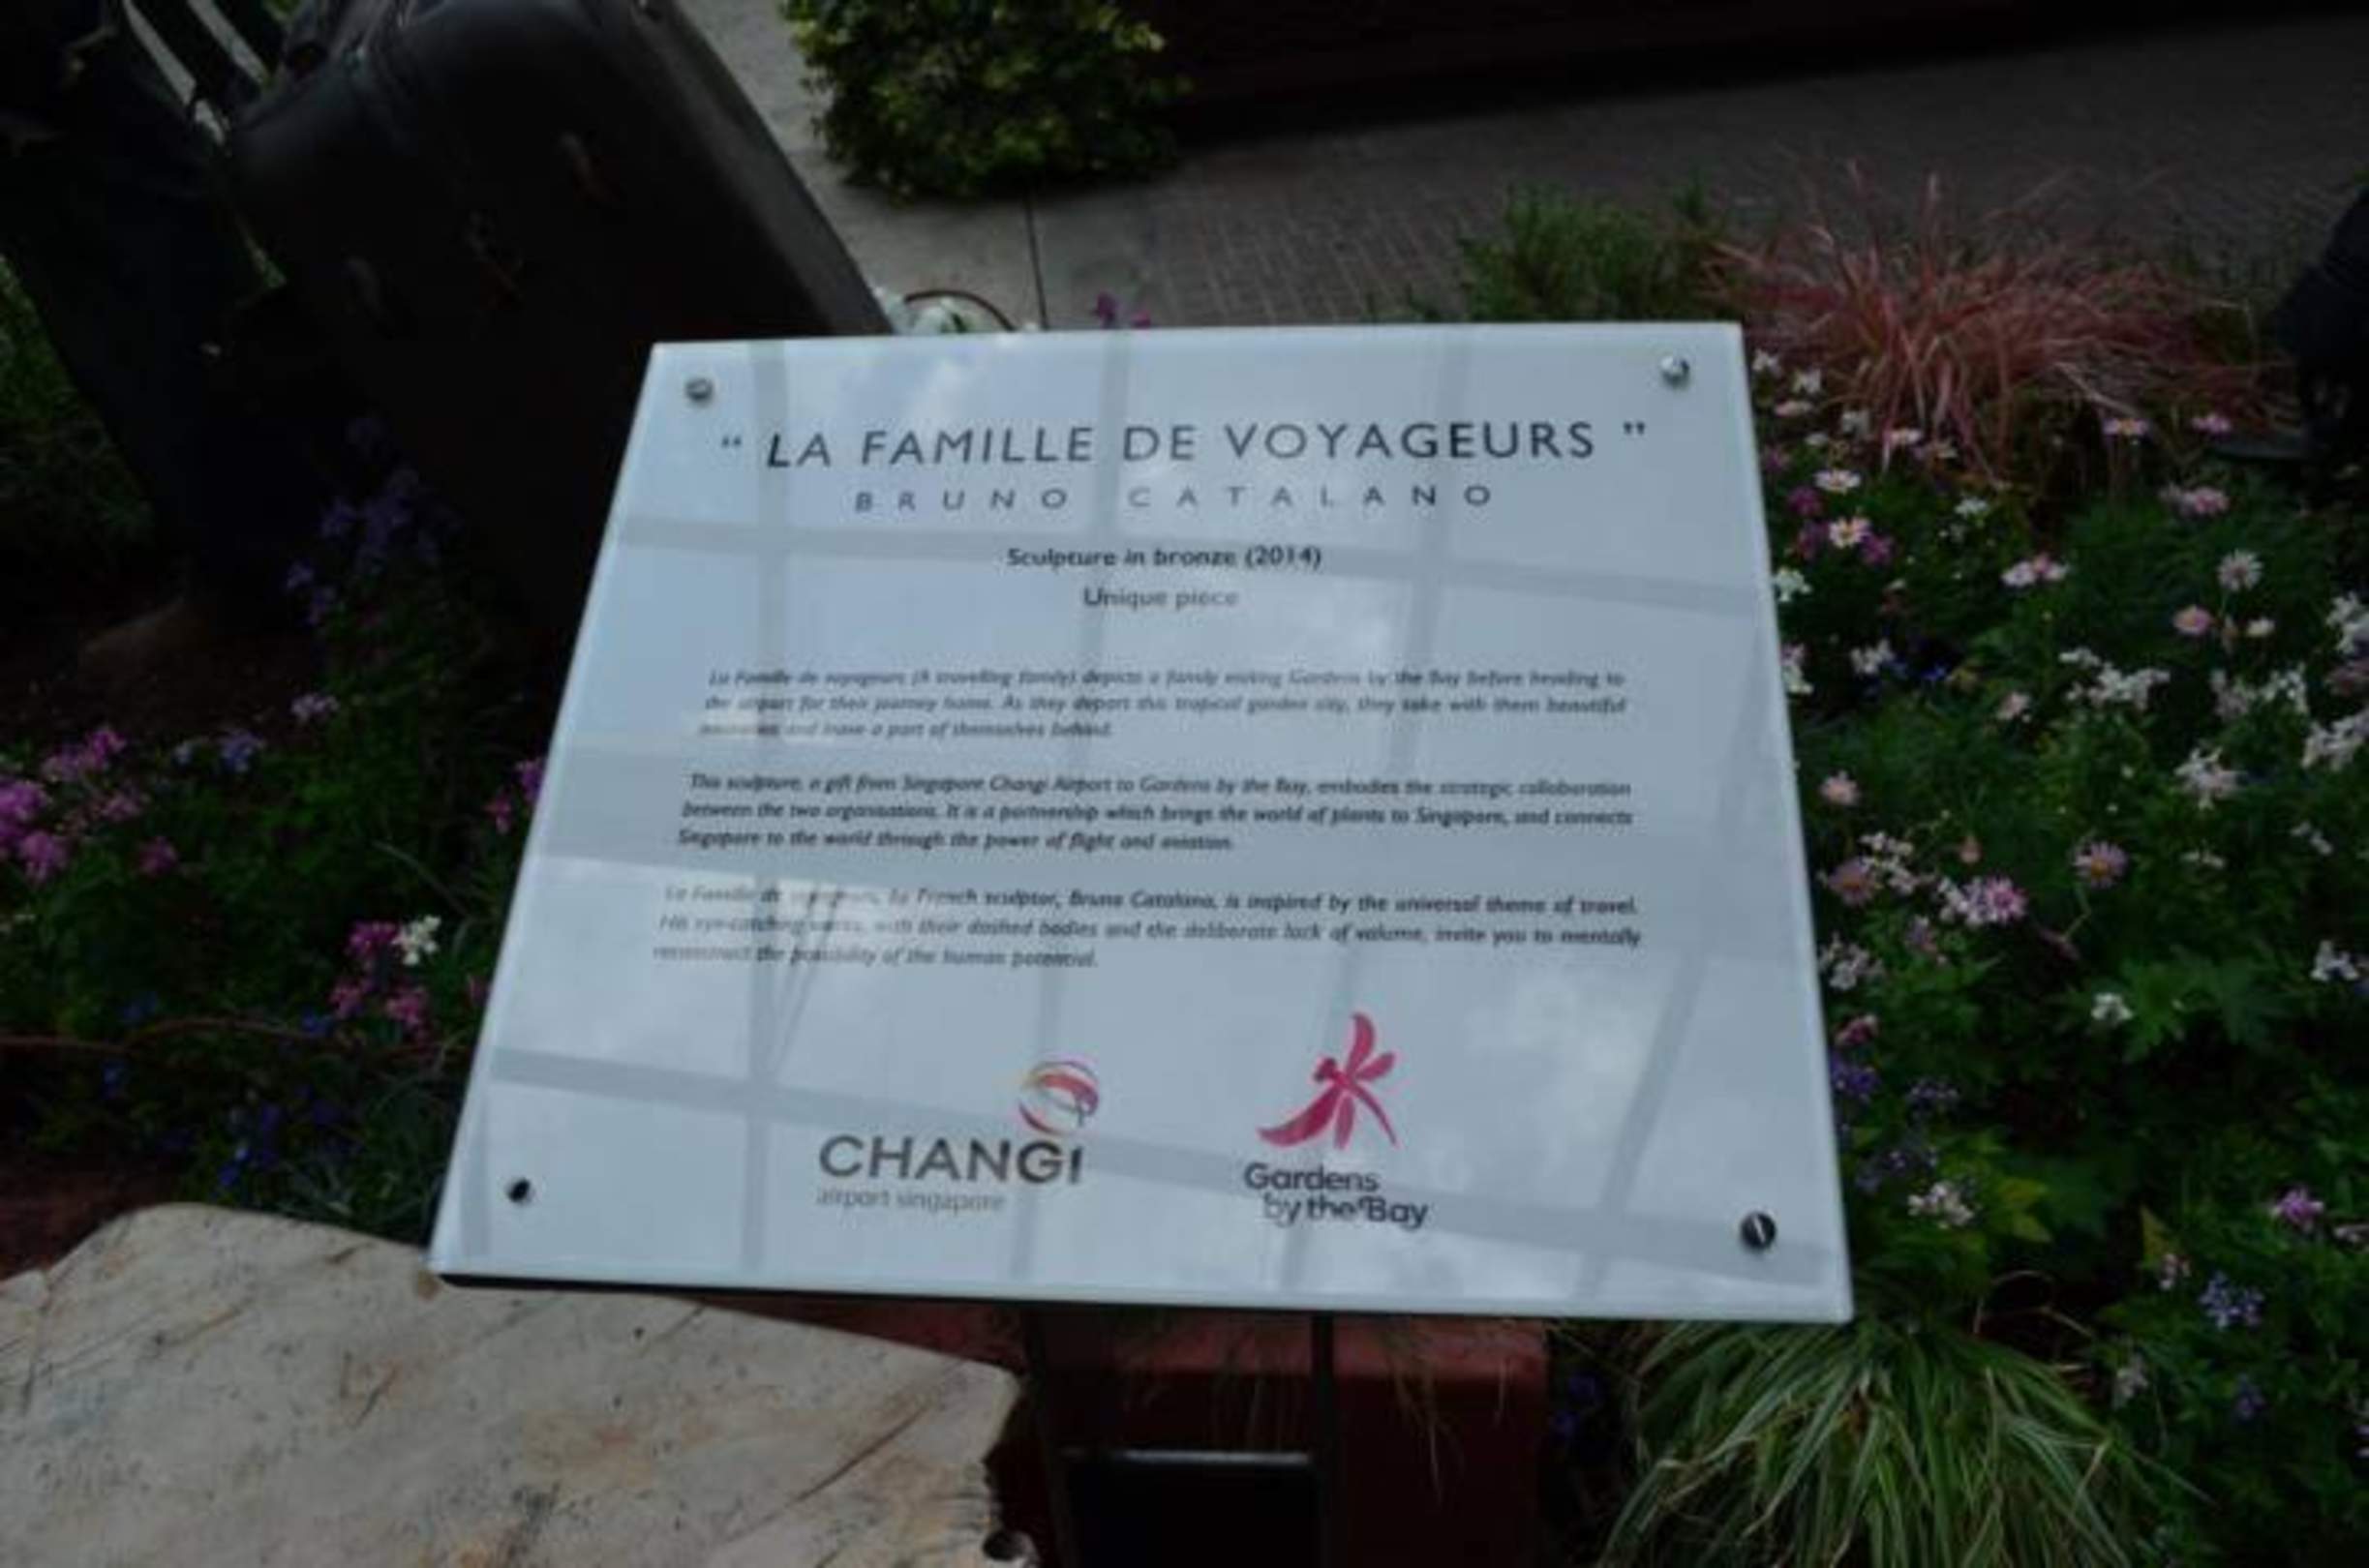 “ LA FAMILLE DE VOYAGEURS ”
BRUNO CATALANO
Sculpture in bronze (2014)
Unique piece
La Famille de voyageurs (A travelling family) depicts a family visiting Gardens by the Bay before heading to
the airport for their journey home. As they depart this tropical garden city, they take with them beautiful
memories and leave a part of themselves behind.
This sculpture, a gift from Singapore Changi Airport to Gardens by the Bay, embodies the strategic collaboration
between the two organisations. It is a partnership which brings the world of plants to Singapore, and connects
Singapore to the world through the power of flight and aviation.
La Famille de voyageurs, by French sculptor, Bruno Catalano, is inspired by the universal theme of travel.
His eye-catching works, with their dashed bodies and the deliberate lack of volume, invite you to mentally
reconstruct the possibility of the human potential.
CHANGI
airport singapore
Gardens
by the Bay